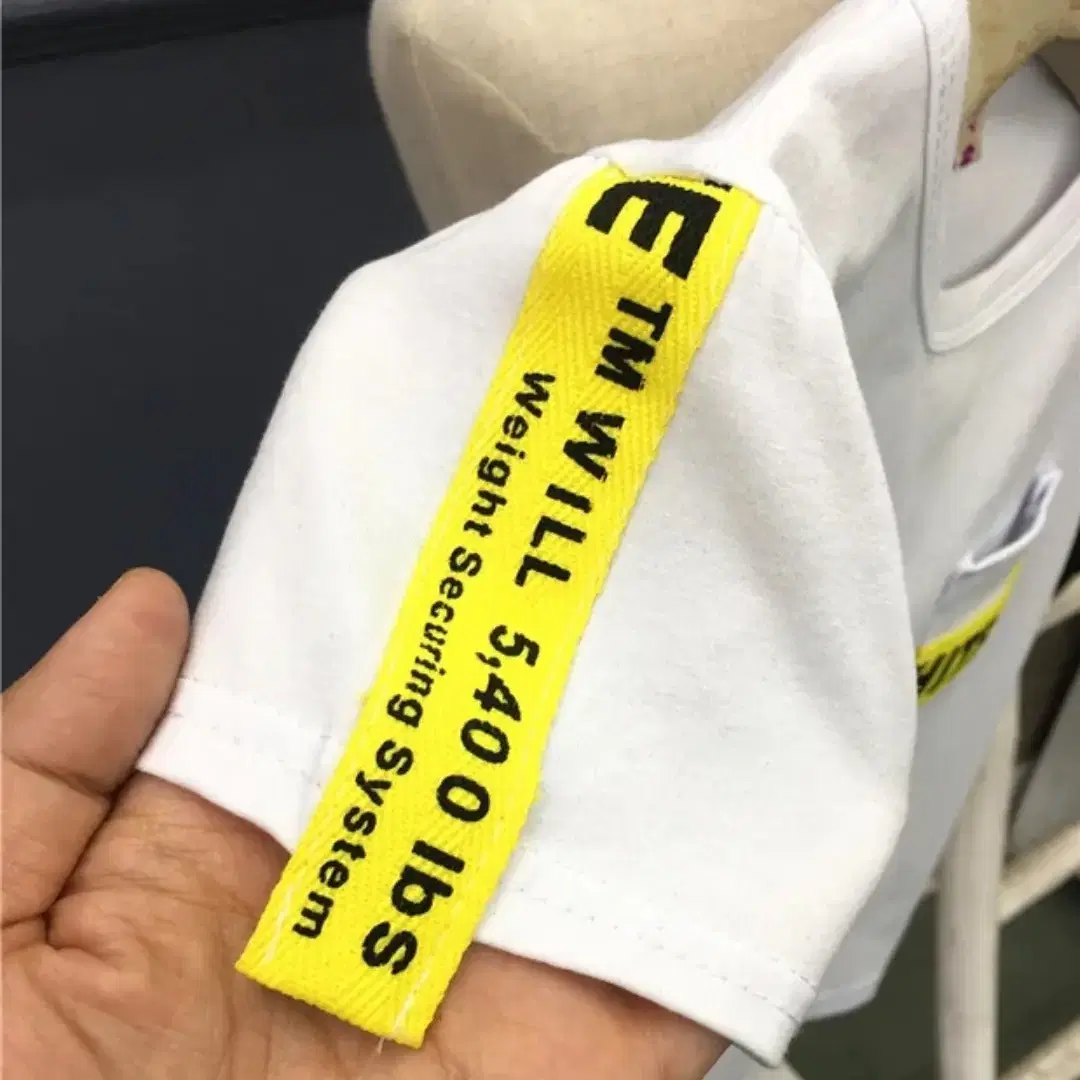 E TM WILL 5,400 lbs
Weight Securing System